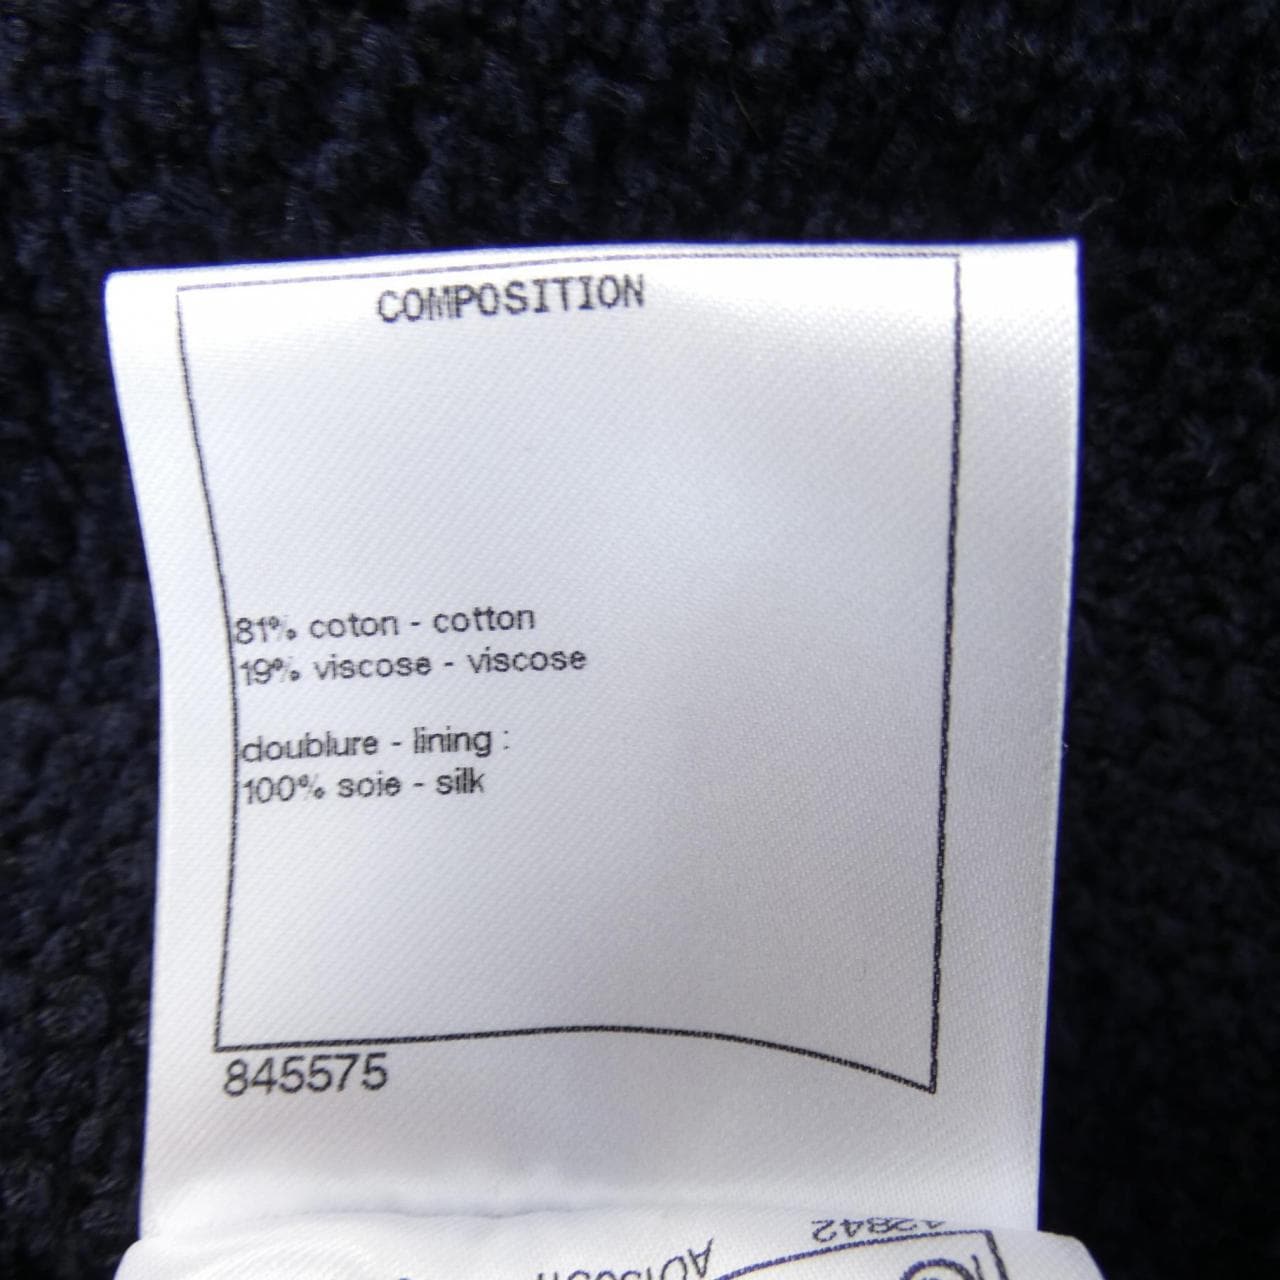 COMPOSITION
81% coton - cotton
19% viscose - viscose
doublure - lining :
100% soie - silk
845575